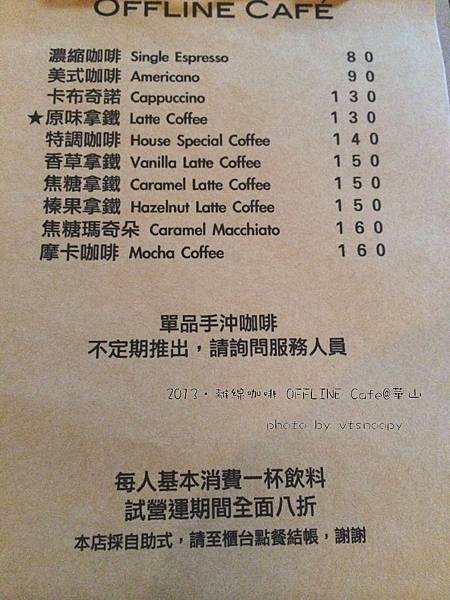 OFFLINE CAFÉ
濃縮咖啡 Single Espresso 80
美式咖啡 Americano 90
卡布奇諾 Cappuccino 130
★原味拿鐵 Latte Coffee 130
特調咖啡 House Special Coffee 140
香草拿鐵 Vanilla Latte Coffee 150
焦糖拿鐵 Caramel Latte Coffee 150
榛果拿鐵 Hazelnut Latte Coffee 150
焦糖瑪奇朵 Caramel Macchiato 160
摩卡咖啡 Mocha Coffee 160
單品手沖咖啡
不定期推出，請詢問服務人員
2013·離線咖啡 OFFLINE Cafe@華山
photo by vtsnoopy
每人基本消費一杯飲料
試營運期間全面八折
本店採自助式，請至櫃台點餐結帳，謝謝